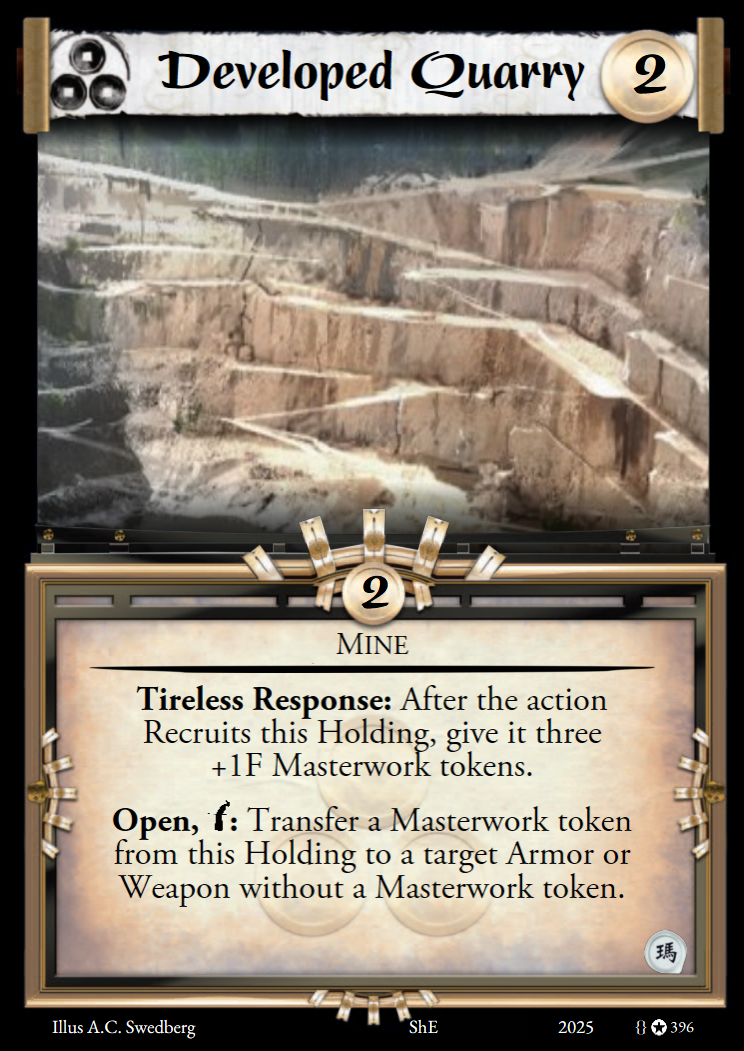 Developed Quarry
2
2
MINE
Tireless Response: After the action
Recruits this Holding, give it three
+1F Masterwork tokens.
Open, : Transfer a Masterwork token
from this Holding to a target Armor or
Weapon without a Masterwork token.
瑪
Illus A.C. Swedberg ShE 2025 {} ✪ 396